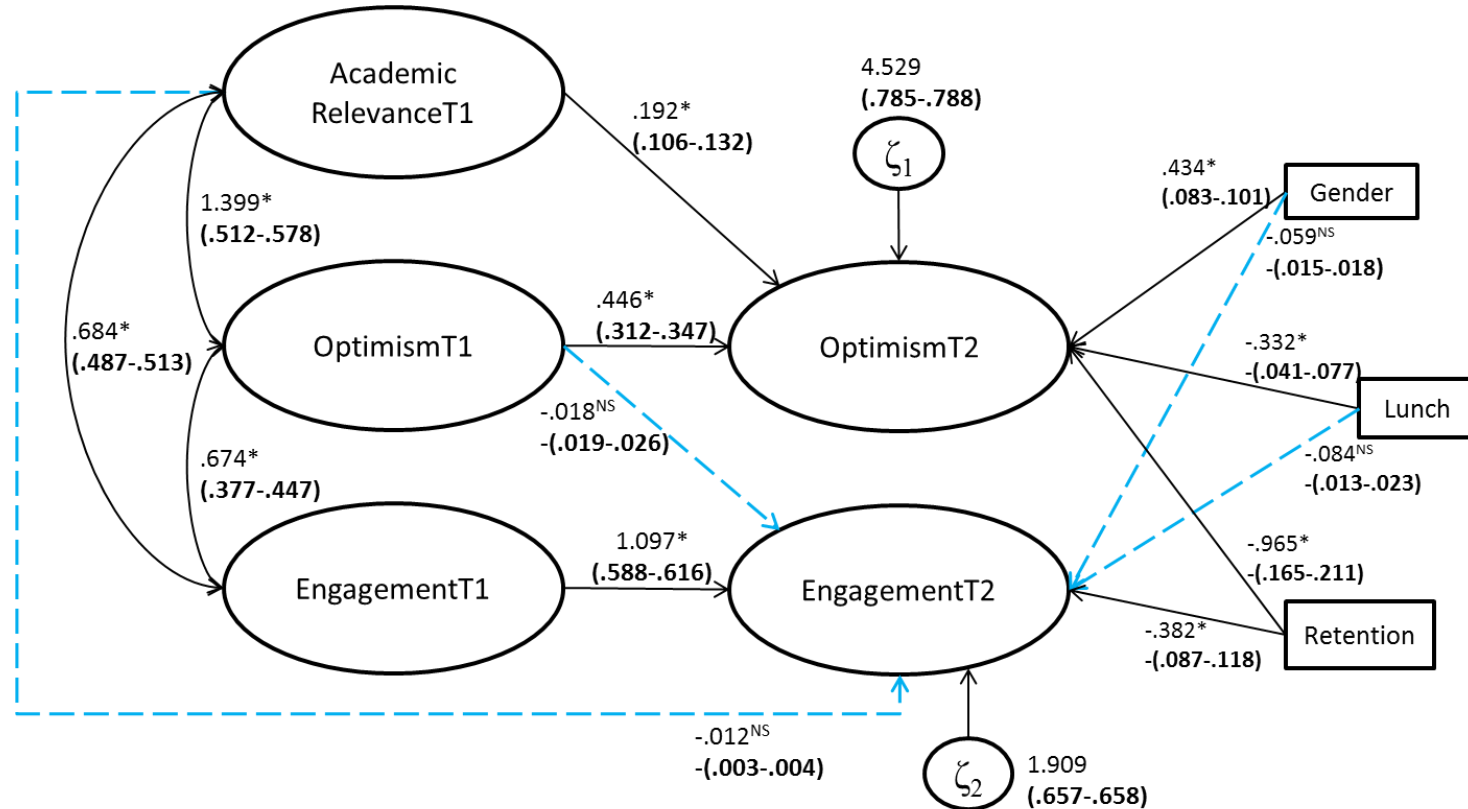 Academic
RelevanceT1
4.529
(.785-.788)
ζ1
.192*
(.106-.132)
.434*
(.083-.101)
Gender
-.059NS
-(.015-.018)
1.399*
(.512-.578)
.684*
(.487-.513)
OptimismT1
.446*
(.312-.347)
OptimismT2
-.332*
-(.041-.077)
Lunch
-.018NS
-(.019-.026)
-.084NS
-(.013-.023)
.674*
(.377-.447)
EngagementT1
1.097*
(.588-.616)
EngagementT2
-.965*
-(.165-.211)
Retention
-.382*
-(.087-.118)
-.012NS
-(.003-.004)
ζ2
1.909
(.657-.658)